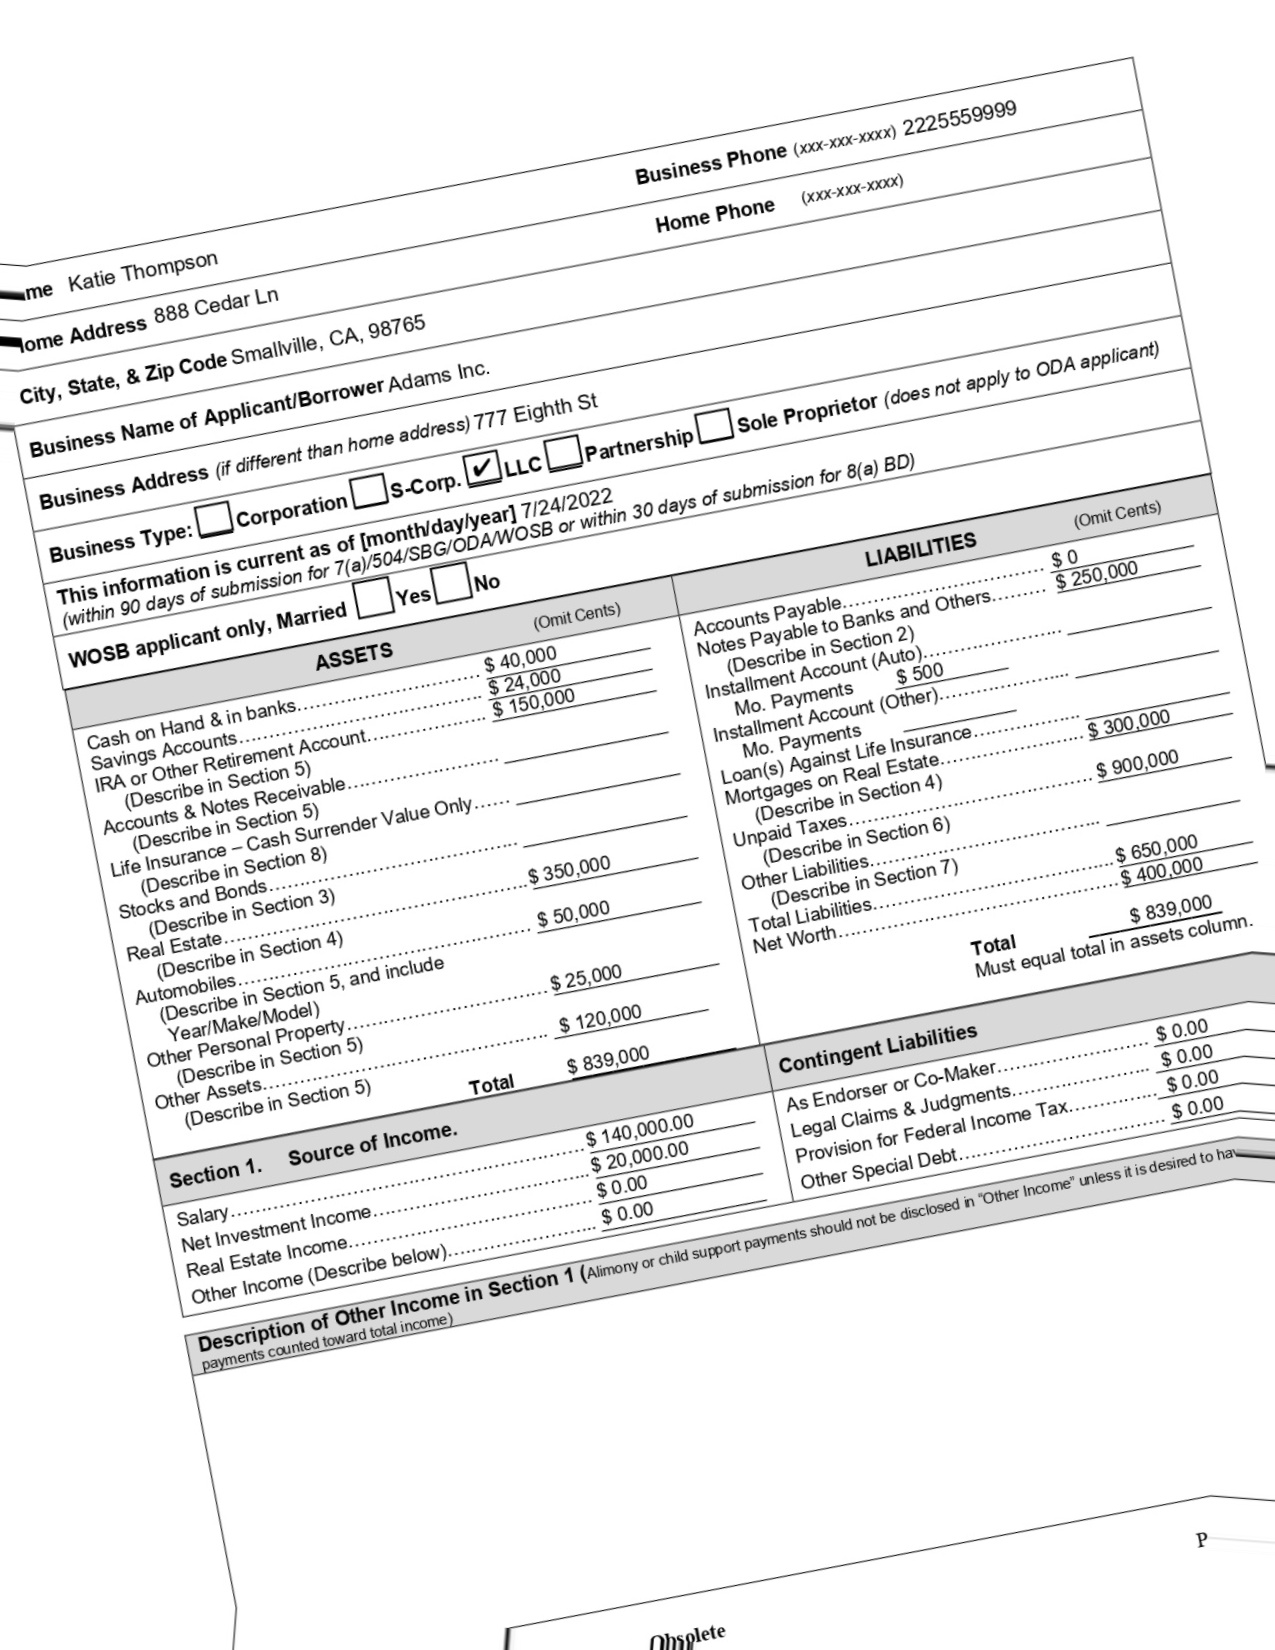 me Katie Thompson Business Phone (xxx-xxx-xxxx) 2225559999
ome Address 888 Cedar Ln Home Phone (xxx-xxx-xxxx)
City, State, & Zip Code Smallville, CA, 98765
Business Name of Applicant/Borrower Adams Inc.
Business Address (if different than home address) 777 Eighth St
Business Type: Corporation S-Corp. ✔ LLC Partnership Sole Proprietor (does not apply to ODA applicant)
This information is current as of [month/day/year] 7/24/2022
(within 90 days of submission for 7(a)/504/SBG/ODA/WOSB or within 30 days of submission for 8(a) BD)
WOSB applicant only, Married Yes No
ASSETS (Omit Cents)
Cash on Hand & in banks.......... $ 40,000
Saving Accounts.......... $ 24,000
IRA or Other Retirement Account.......... $ 150,000
(Describe in Section 5)
Accounts & Notes Receivable..........
(Describe in Section 5)
Life Insurance – Cash Surrender Value Only......
(Describe in Section 8)
Stocks and Bonds..........
(Describe in Section 3)
Real Estate.......... $ 350,000
(Describe in Section 4)
Automobiles.......... $ 50,000
(Describe in Section 5, and include
Year/Make/Model)
Other Personal Property.......... $ 25,000
(Describe in Section 5)
Other Assets.......... $ 120,000
(Describe in Section 5)
Total $ 839,000
LIABILITIES (Omit Cents)
Accounts Payable.......... $ 0
Notes Payable to Banks and Others......... $ 250,000
(Describe in Section 2)
Installment Account (Auto)..........
Mo. Payments $ 500
Installment Account (Other)..........
Mo. Payments
Loan(s) Against Life Insurance..........
Mortgages on Real Estate.......... $ 300,000
(Describe in Section 4)
Unpaid Taxes.......... $ 900,000
(Describe in Section 6)
Other Liabilities..........
(Describe in Section 7)
Total Liabilities.......... $ 650,000
Net Worth.......... $ 400,000
Total $ 839,000
Must equal total in assets column.
Section 1. Source of Income.
Salary.......... $ 140,000.00
Net Investment Income.......... $ 20,000.00
Real Estate Income.......... $ 0.00
Other Income (Describe below).......... $ 0.00
Contingent Liabilities
As Endorser or Co-Maker.......... $ 0.00
Legal Claims & Judgments.......... $ 0.00
Provision for Federal Income Tax.......... $ 0.00
Other Special Debt.......... $ 0.00
Description of Other Income in Section 1 (Alimony or child support payments should not be disclosed in “Other Income” unless it is desired to hav
payments counted toward total income)
P
Obsolete